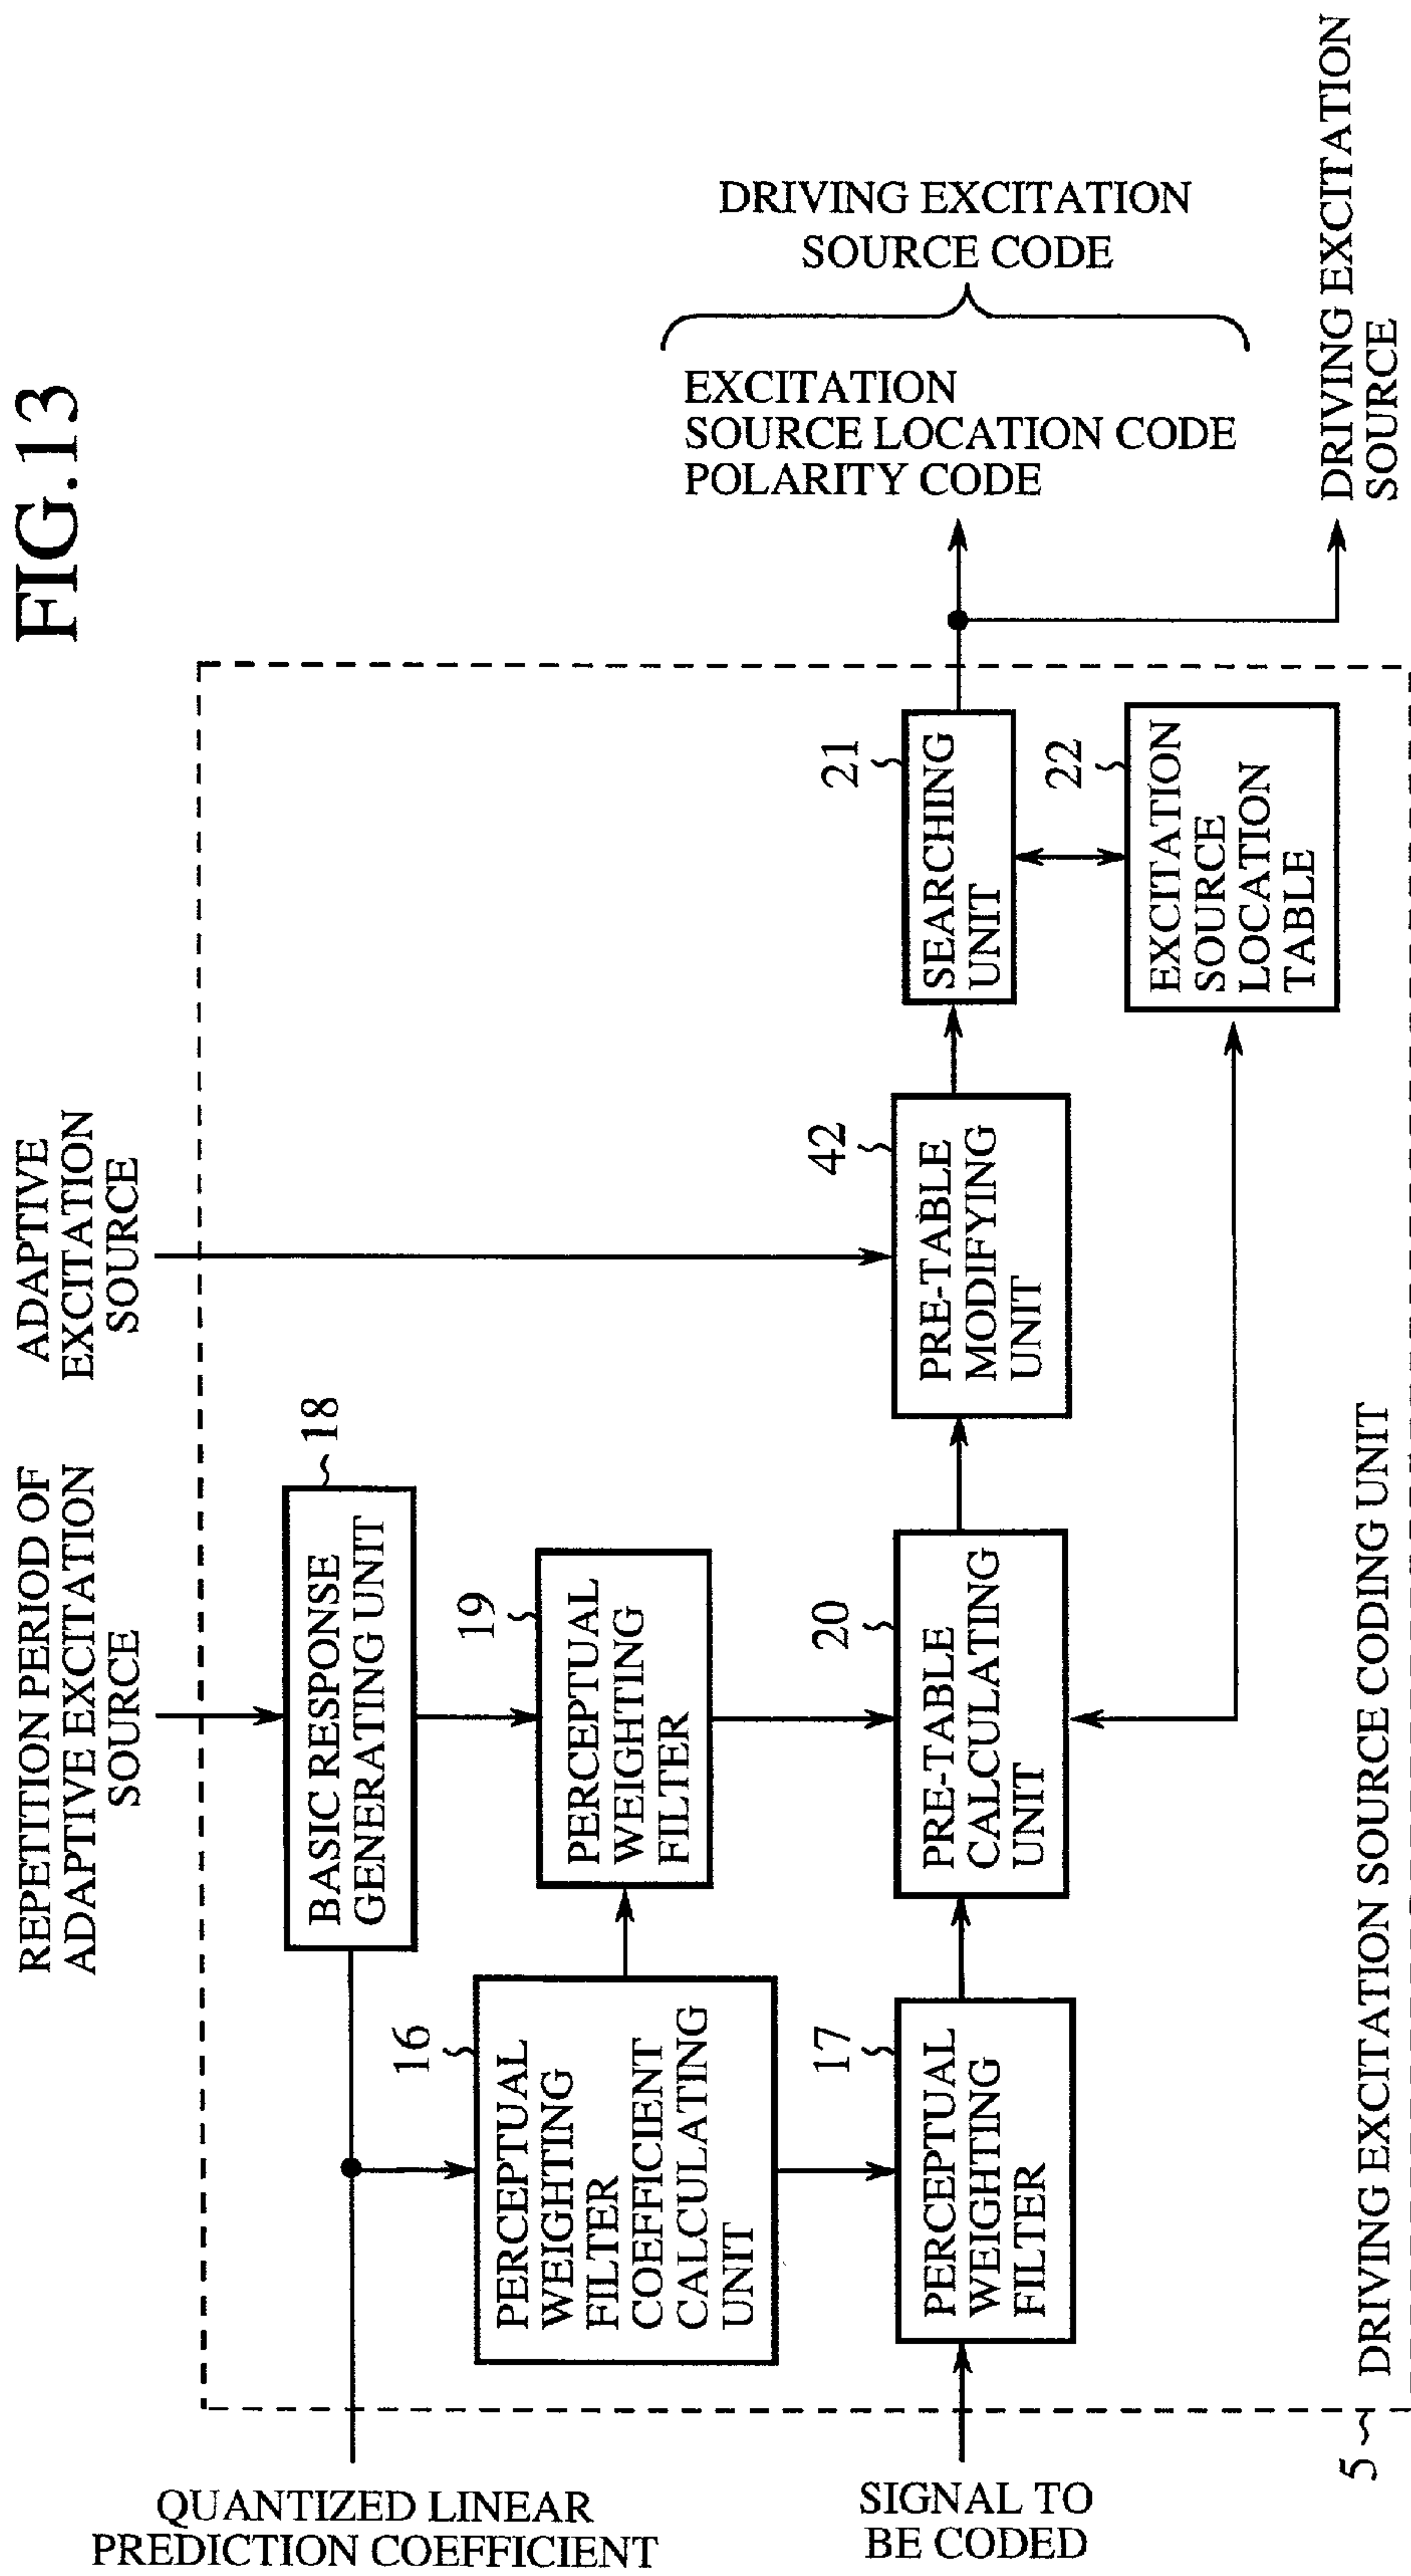 FIG.13
REPETITION PERIOD OF
ADAPTIVE EXCITATION
SOURCE
ADAPTIVE
EXCITATION
SOURCE
QUANTIZED LINEAR
PREDICTION COEFFICIENT
SIGNAL TO
BE CODED
BASIC RESPONSE
GENERATING UNIT
18
PERCEPTUAL
WEIGHTING
FILTER
COEFFICIENT
CALCULATING
UNIT
16
PERCEPTUAL
WEIGHTING
FILTER
19
PERCEPTUAL
WEIGHTING
FILTER
17
PRE-TABLE
CALCULATING
UNIT
20
PRE-TABLE
MODIFYING
UNIT
42
SEARCHING
UNIT
21
EXCITATION
SOURCE
LOCATION
TABLE
22
EXCITATION
SOURCE LOCATION CODE
POLARITY CODE
DRIVING EXCITATION
SOURCE CODE
DRIVING EXCITATION
SOURCE
5
DRIVING EXCITATION SOURCE CODING UNIT